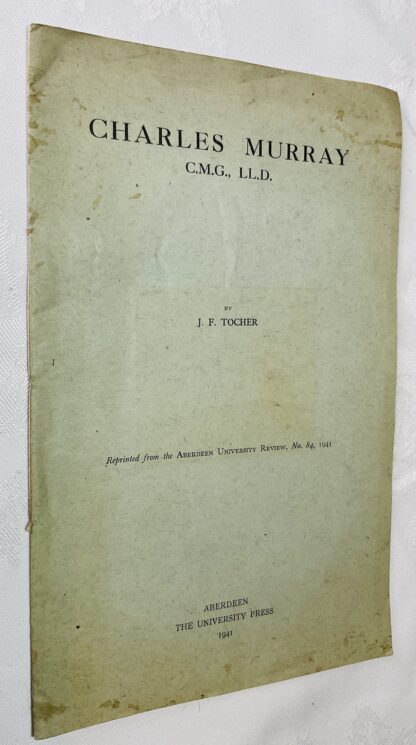 CHARLES MURRAY
C.M.G., LL.D.
BY
J. F. TOCHER
Reprinted from the ABERDEEN UNIVERSITY REVIEW, No. 84, 1941
ABERDEEN
THE UNIVERSITY PRESS
1941